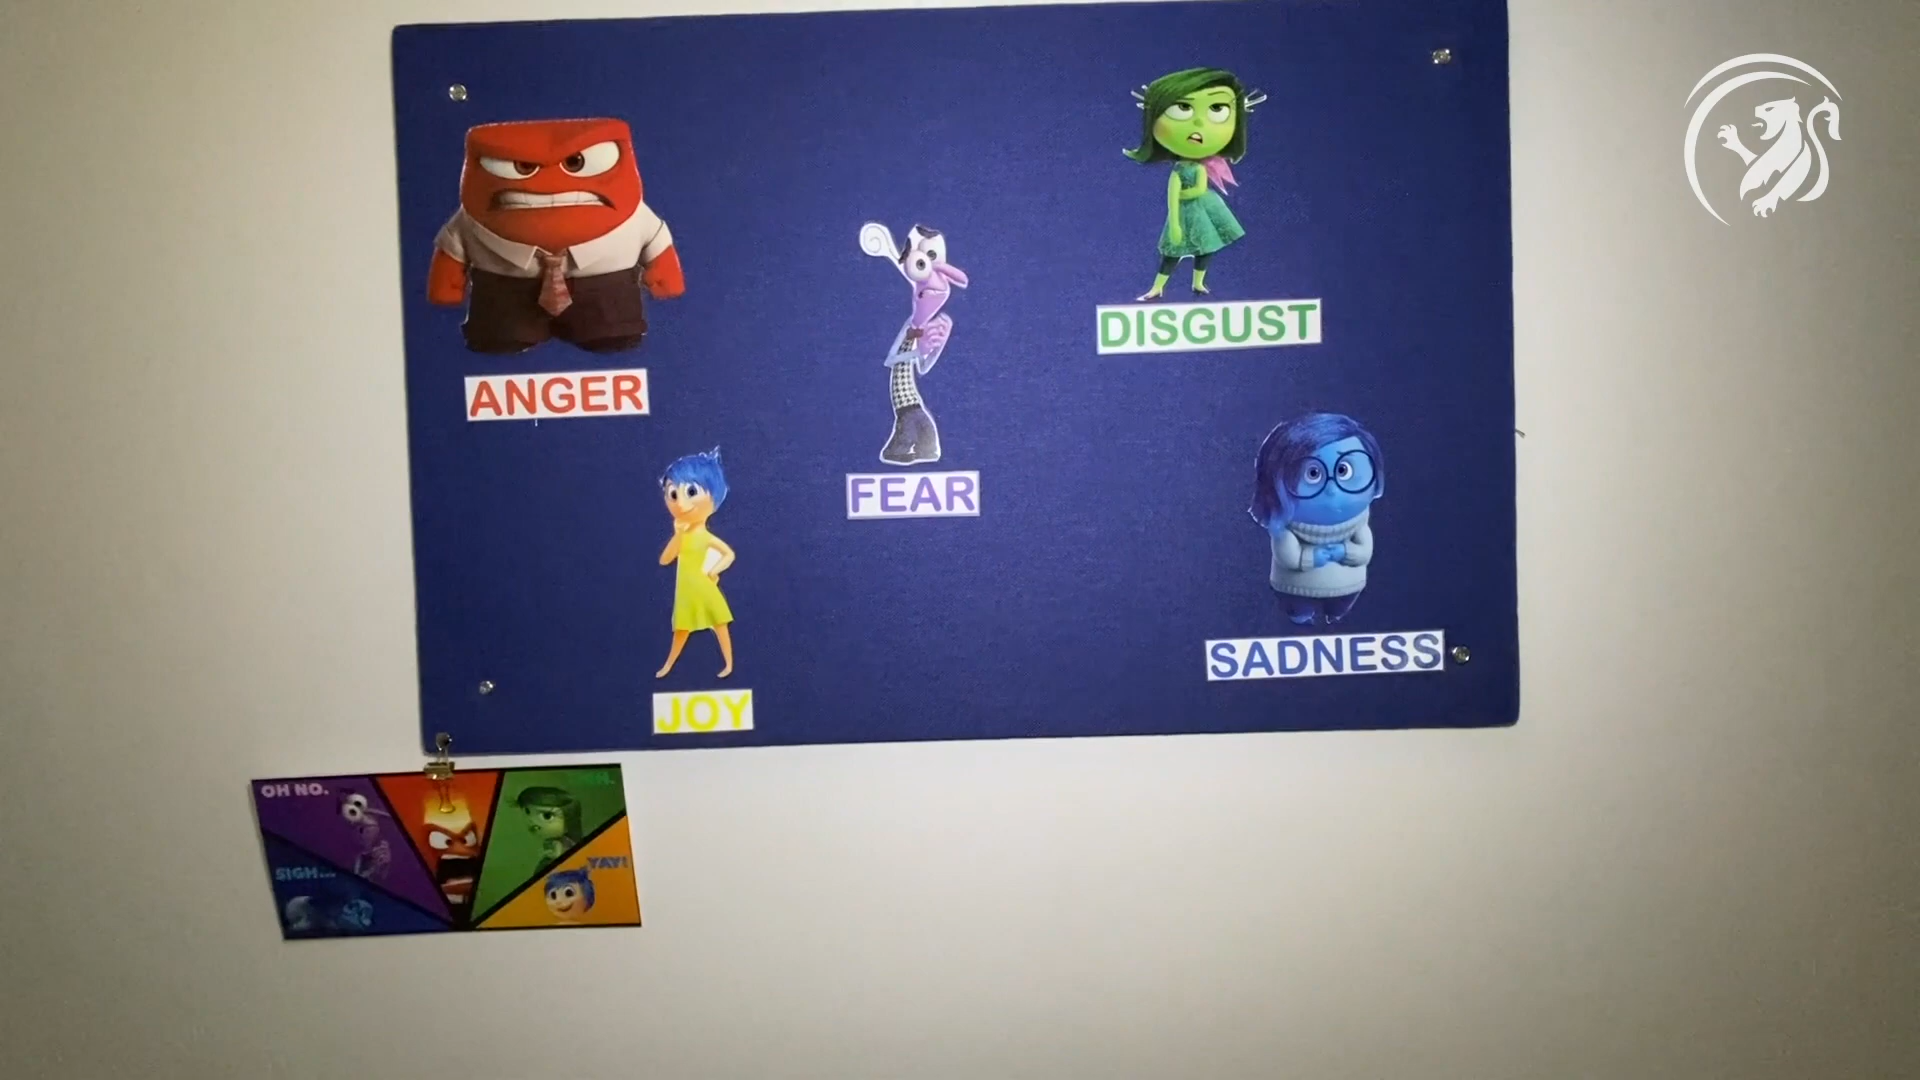 DISGUST
ANGER
FEAR
SADNESS
JOY
OH NO.
SIGH...
YAY!